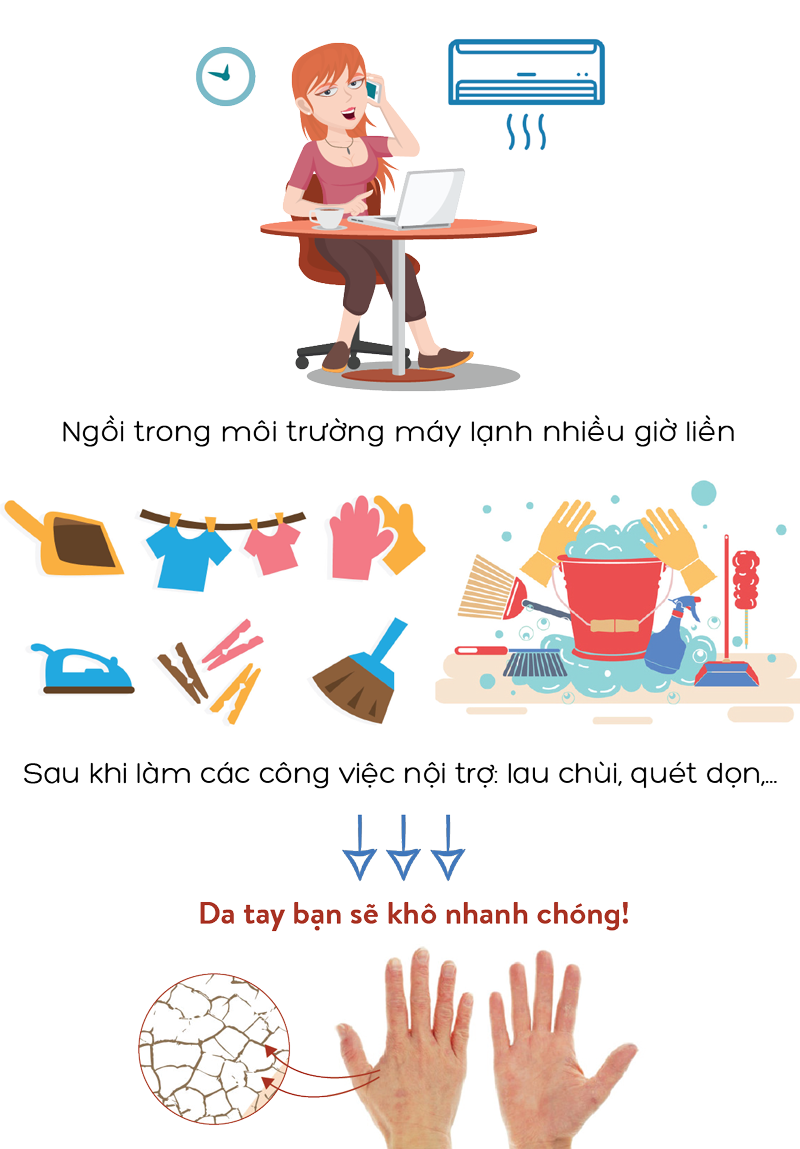 Ngồi trong môi trường máy lạnh nhiều giờ liền
Sau khi làm các công việc nội trợ: lau chùi, quét dọn,...
Da tay bạn sẽ khô nhanh chóng!